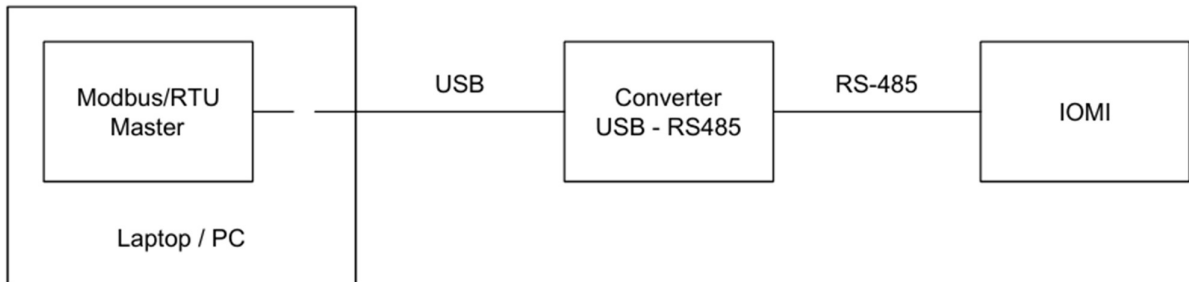 Modbus/RTU
Master
USB
Converter
USB - RS485
RS-485
IOMI
Laptop / PC